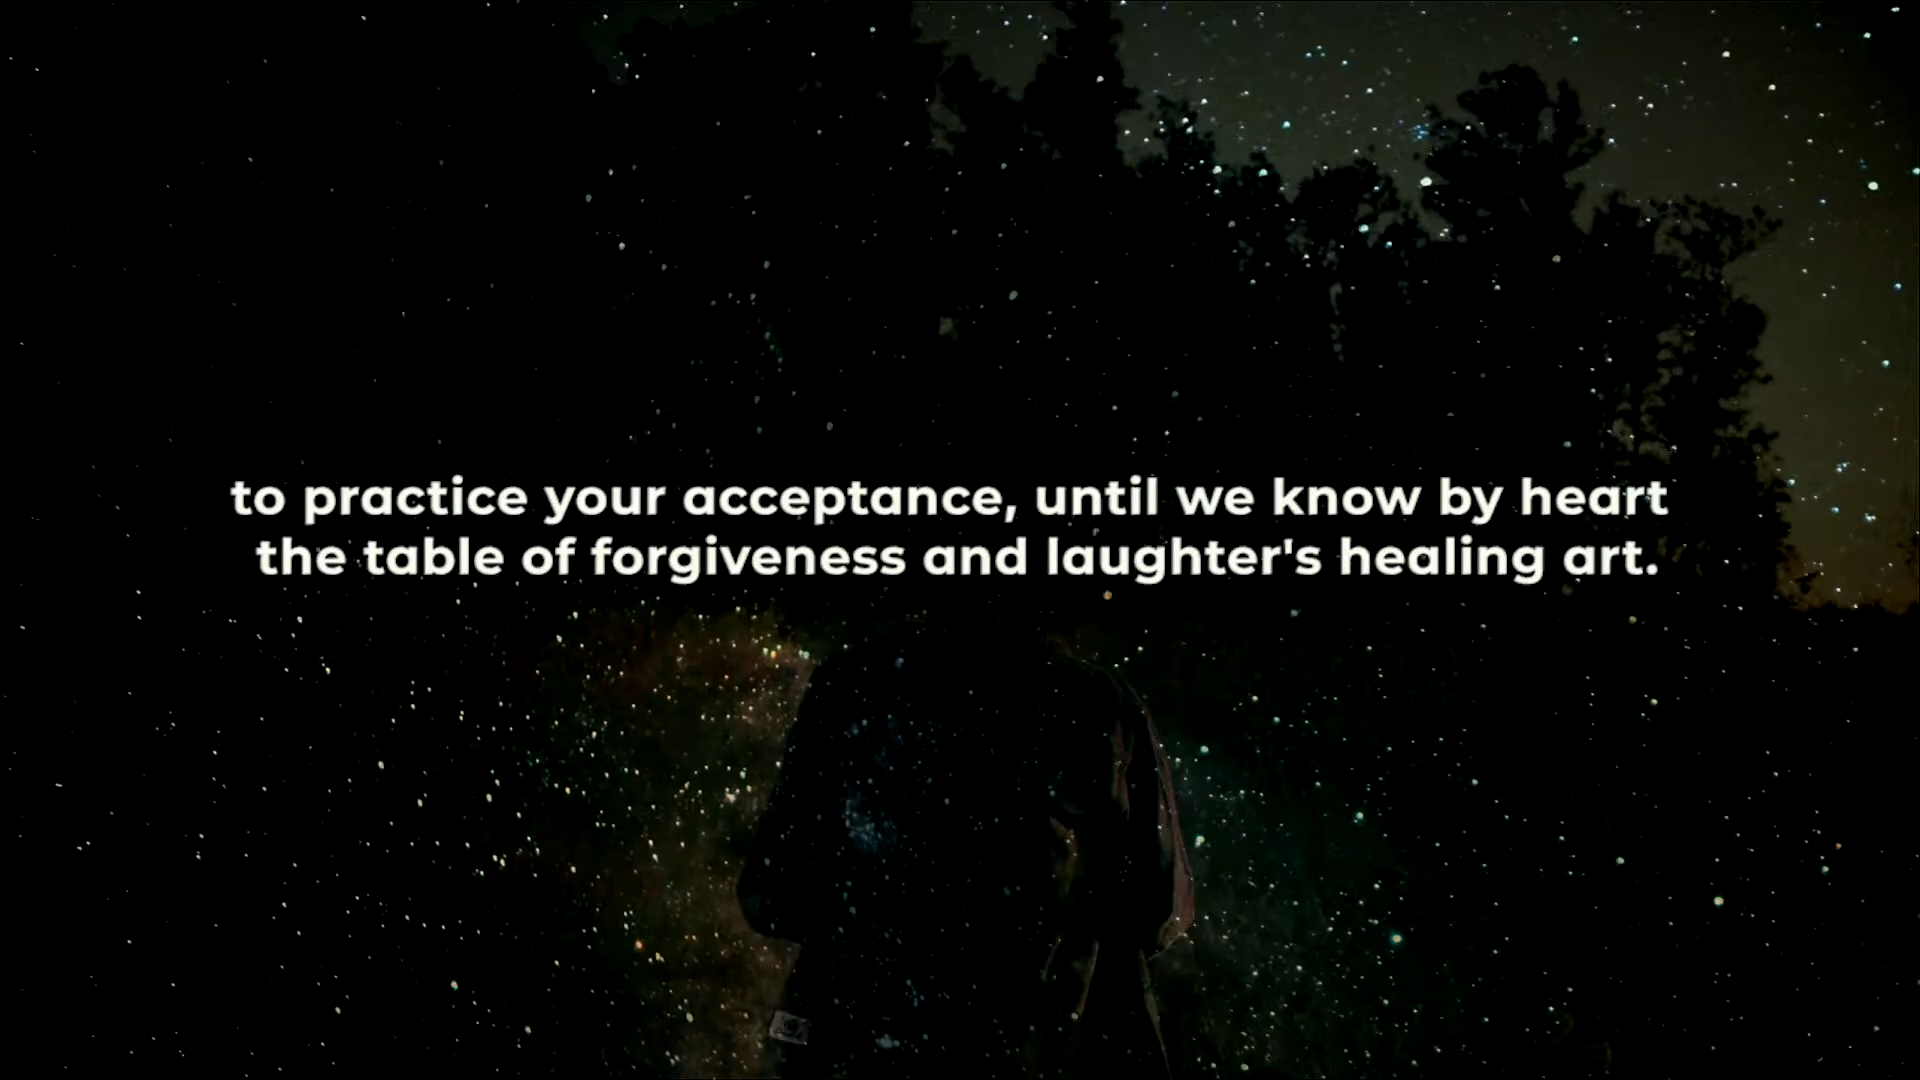 to practice your acceptance, until we know by heart
the table of forgiveness and laughter's healing art.